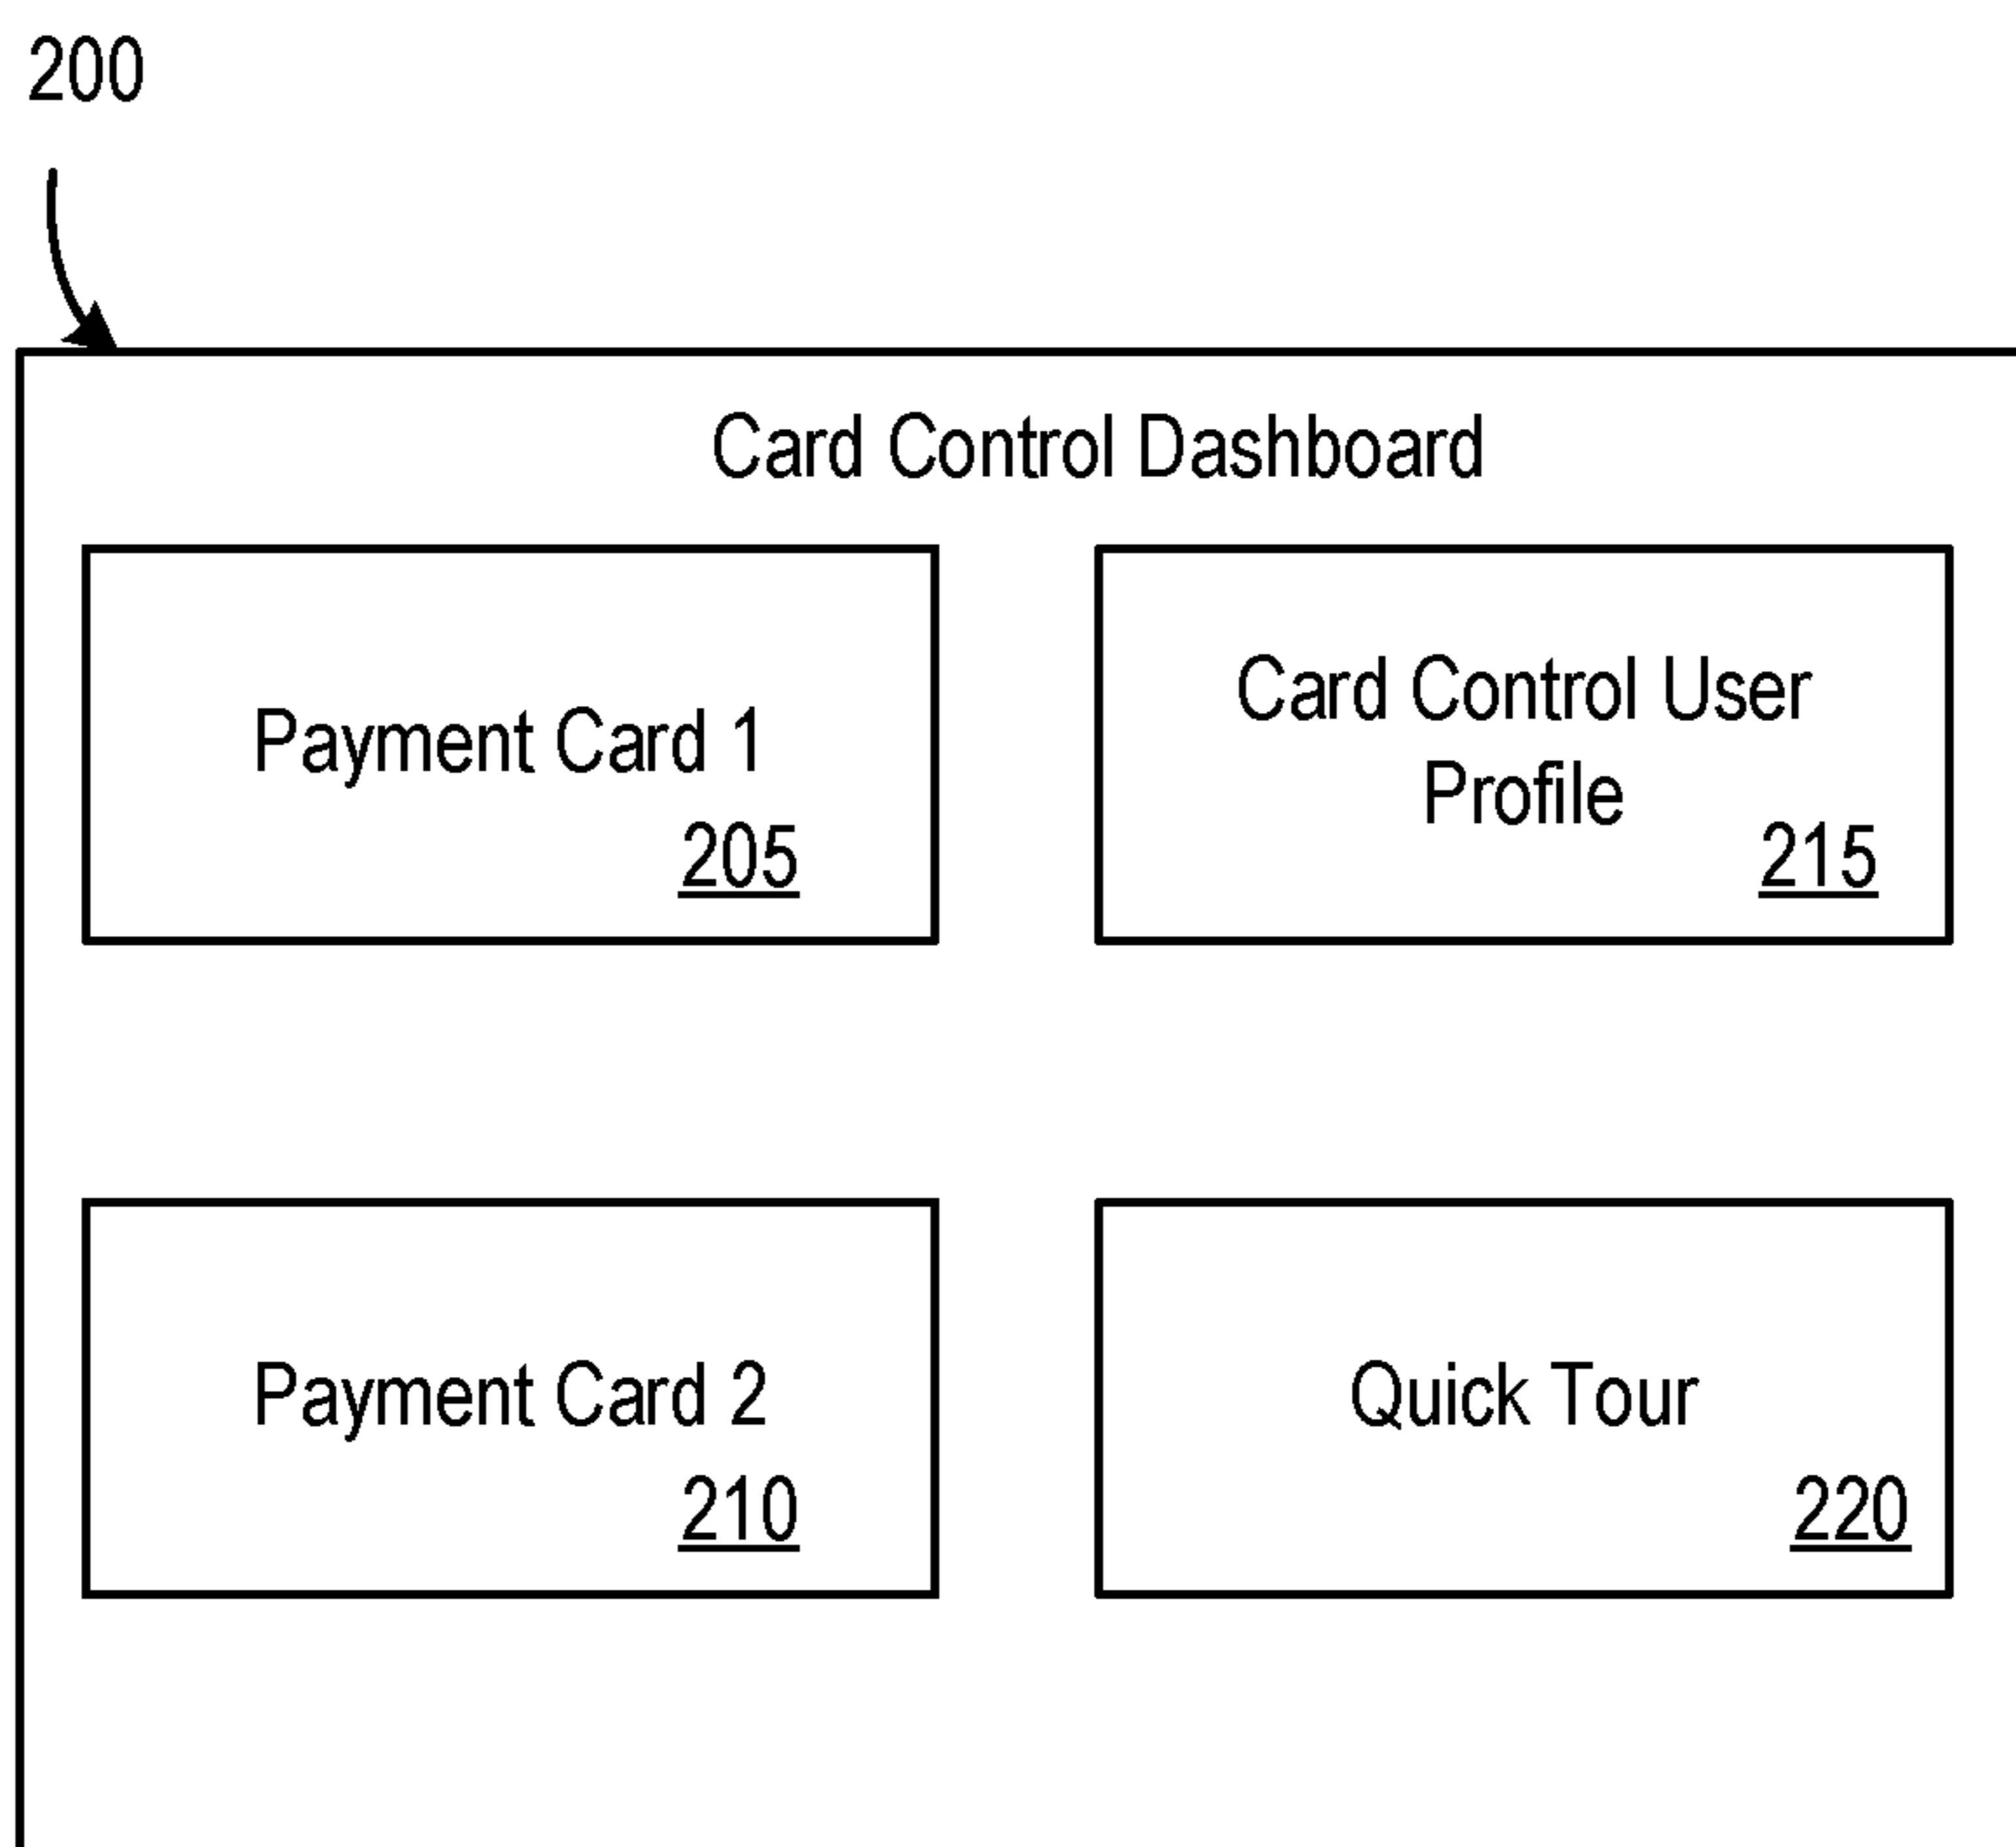 200
Card Control Dashboard
Payment Card 1
205
Card Control User
Profile
215
Payment Card 2
210
Quick Tour
220